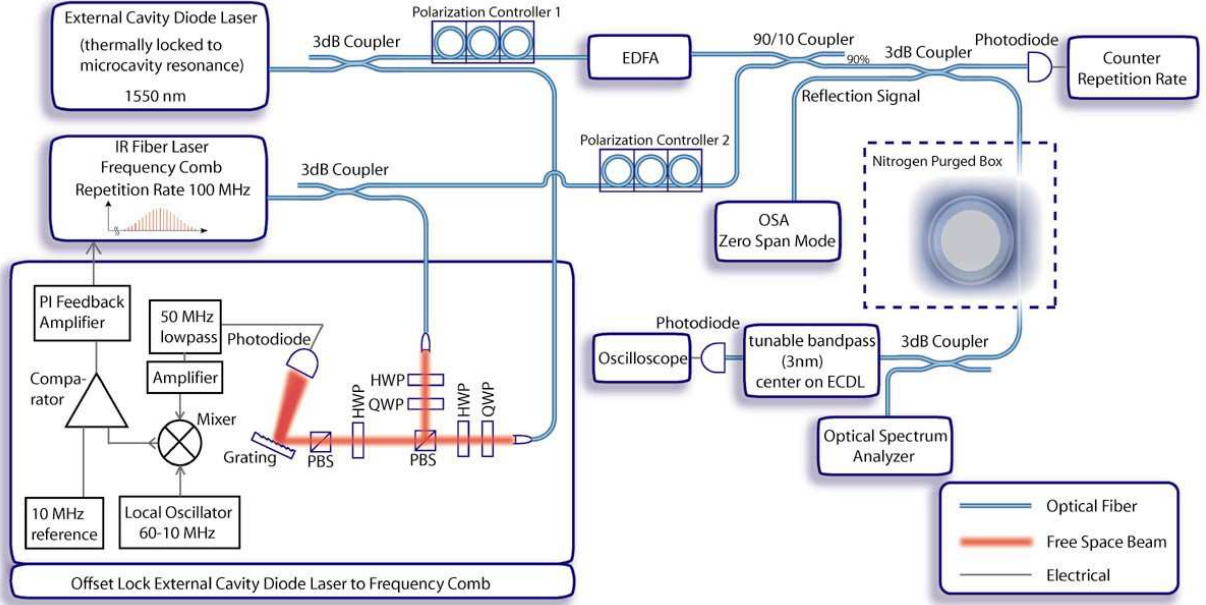 External Cavity Diode Laser
(thermally locked to
microcavity resonance)
1550 nm
3dB Coupler
Polarization Controller 1
EDFA
90/10 Coupler
90%
3dB Coupler
Photodiode
Counter
Repetition Rate
Reflection Signal
IR Fiber Laser
Frequency Comb
Repetition Rate 100 MHz
3dB Coupler
Polarization Controller 2
OSA
Zero Span Mode
Nitrogen Purged Box
PI Feedback
Amplifier
50 MHz
lowpass
Photodiode
Amplifier
Compa-
rator
Mixer
HWP
QWP
HWP
HWP
QWP
Grating
PBS
PBS
10 MHz
reference
Local Oscillator
60-10 MHz
Offset Lock External Cavity Diode Laser to Frequency Comb
Photodiode
Oscilloscope
tunable bandpass
(3nm)
center on ECDL
3dB Coupler
Optical Spectrum
Analyzer
Optical Fiber
Free Space Beam
Electrical